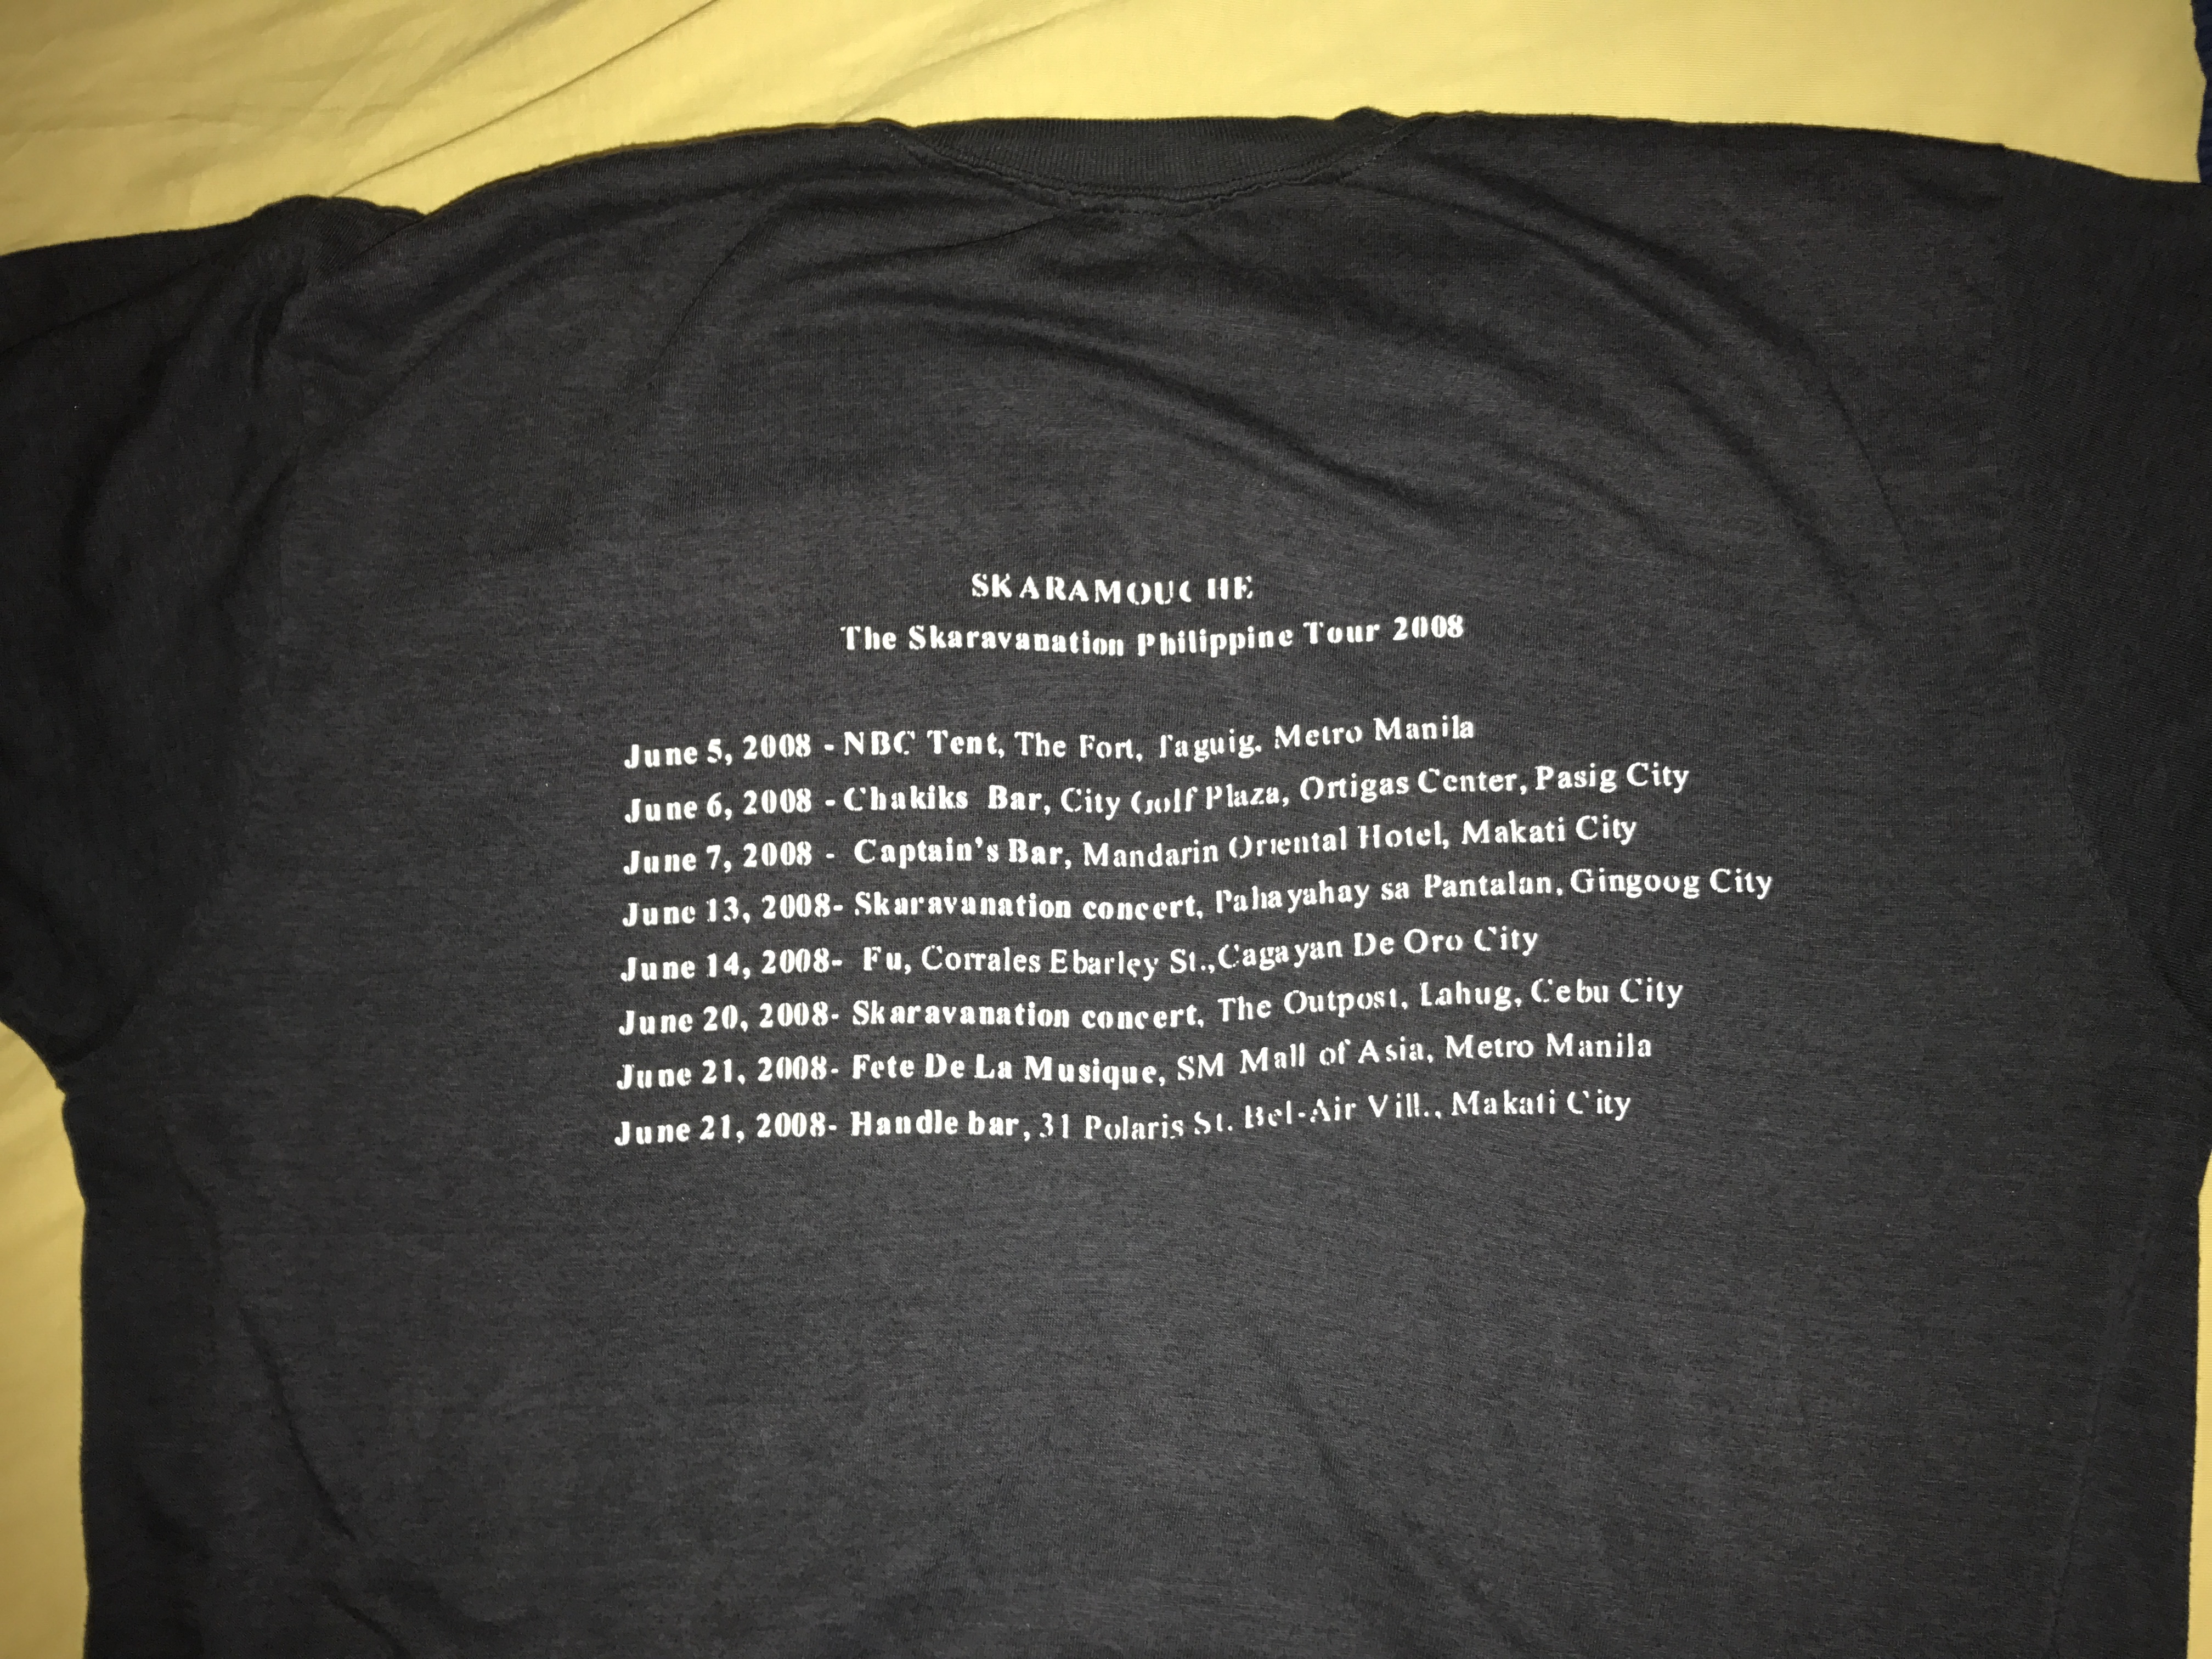 SKARAMOUCHE
The Skaravanation Philippine Tour 2008
June 5, 2008 - NBC Tent, The Fort, Taguig. Metro Manila
June 6, 2008 - Chakiks Bar, City Golf Plaza, Ortigas Center, Pasig City
June 7, 2008 - Captain's Bar, Mandarin Oriental Hotel, Makati City
June 13, 2008- Skaravanation concert, Pahayahay sa Pantalan, Gingoog City
June 14, 2008- Fu, Corrales Ebarley St.,Cagayan De Oro City
June 20, 2008- Skaravanation concert, The Outpost, Lahug, Cebu City
June 21, 2008- Fete De La Musique, SM Mall of Asia, Metro Manila
June 21, 2008- Handle bar, 31 Polaris St. Bel-Air Vill., Makati City